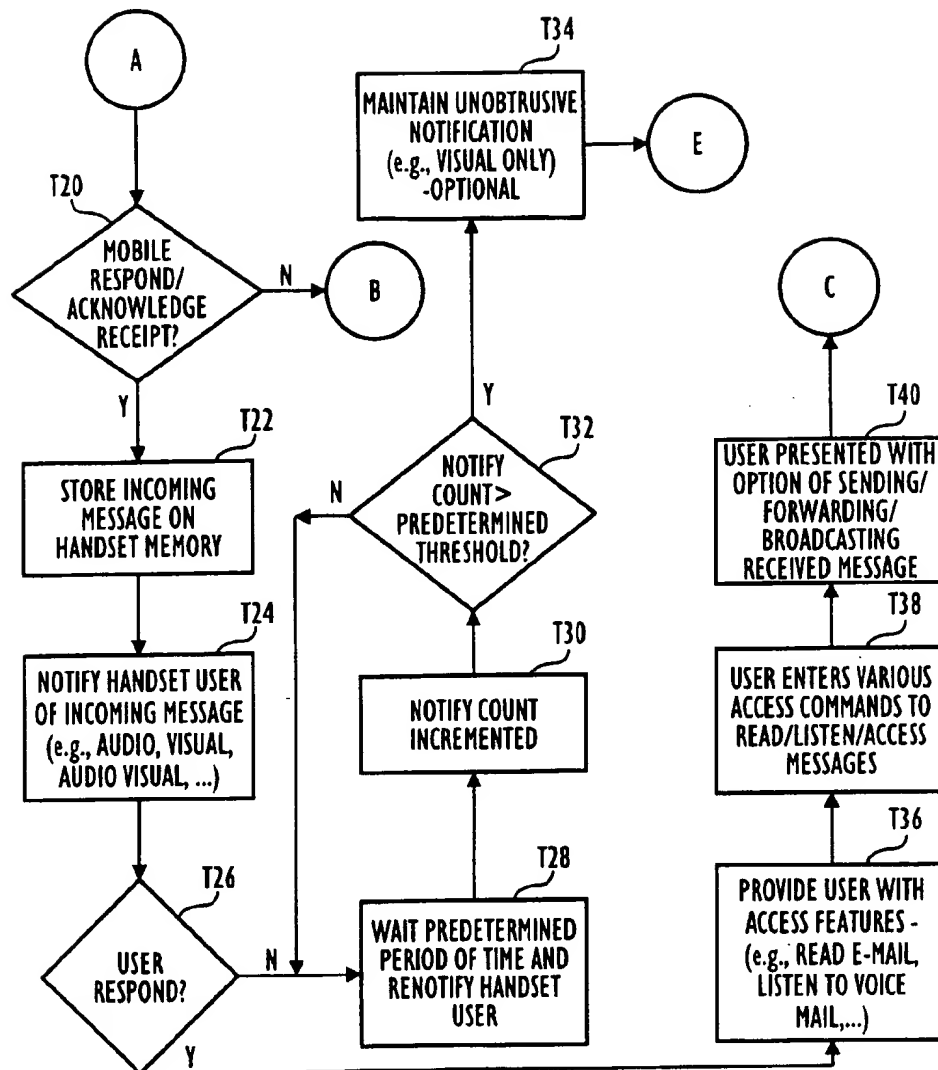 A
T20
MOBILE
RESPOND/
ACKNOWLEDGE
RECEIPT?
N
B
Y
T22
STORE INCOMING
MESSAGE ON
HANDSET MEMORY
T24
NOTIFY HANDSET USER
OF INCOMING MESSAGE
(e.g., AUDIO, VISUAL,
AUDIO VISUAL, ...)
T26
USER
RESPOND?
N
Y
T28
WAIT PREDETERMINED
PERIOD OF TIME AND
RENOTIFY HANDSET
USER
T30
NOTIFY COUNT
INCREMENTED
T32
NOTIFY
COUNT>
PREDETERMINED
THRESHOLD?
N
Y
T34
MAINTAIN UNOBTRUSIVE
NOTIFICATION
(e.g., VISUAL ONLY)
-OPTIONAL
E
T36
PROVIDE USER WITH
ACCESS FEATURES -
(e.g., READ E-MAIL,
LISTEN TO VOICE
MAIL,...)
T38
USER ENTERS VARIOUS
ACCESS COMMANDS TO
READ/LISTEN/ACCESS
MESSAGES
T40
USER PRESENTED WITH
OPTION OF SENDING/
FORWARDING/
BROADCASTING
RECEIVED MESSAGE
C